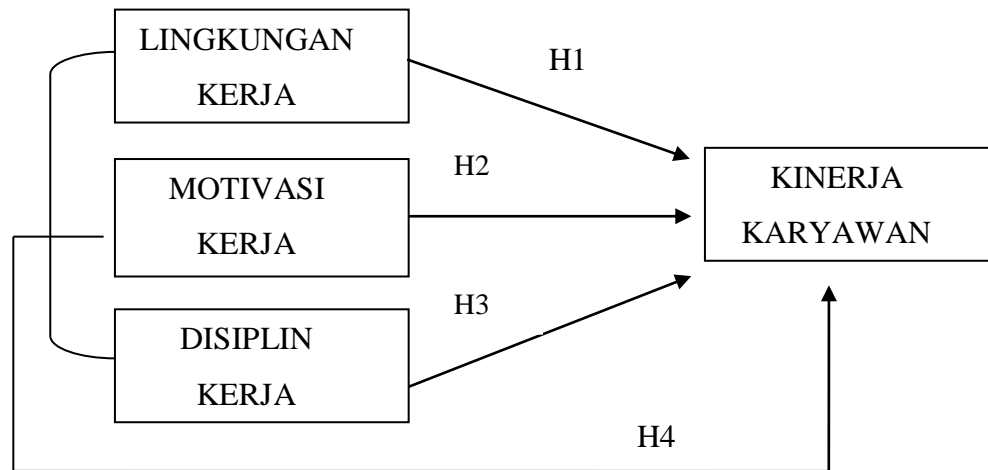 LINGKUNGAN
KERJA
H1
MOTIVASI
KERJA
H2
KINERJA
KARYAWAN
DISIPLIN
KERJA
H3
H4